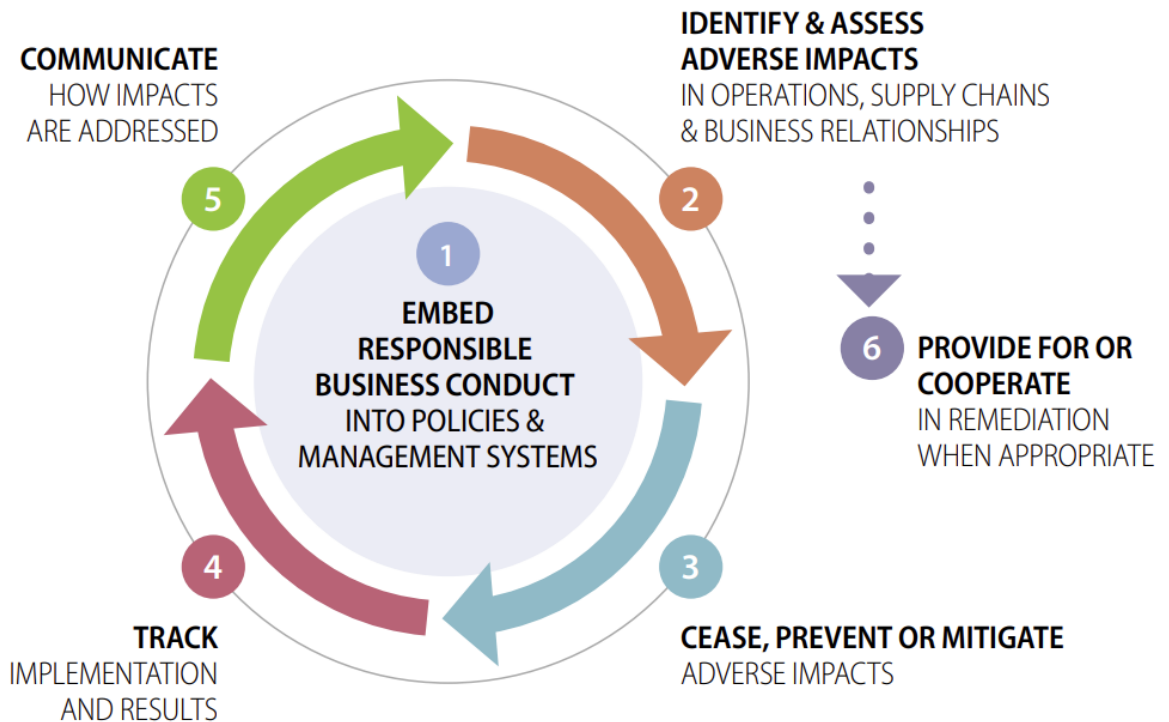 1
EMBED
RESPONSIBLE
BUSINESS CONDUCT
INTO POLICIES &
MANAGEMENT SYSTEMS
2
IDENTIFY & ASSESS
ADVERSE IMPACTS
IN OPERATIONS, SUPPLY CHAINS
& BUSINESS RELATIONSHIPS
3
CEASE, PREVENT OR MITIGATE
ADVERSE IMPACTS
4
TRACK
IMPLEMENTATION
AND RESULTS
5
COMMUNICATE
HOW IMPACTS
ARE ADDRESSED
6
PROVIDE FOR OR
COOPERATE
IN REMEDIATION
WHEN APPROPRIATE